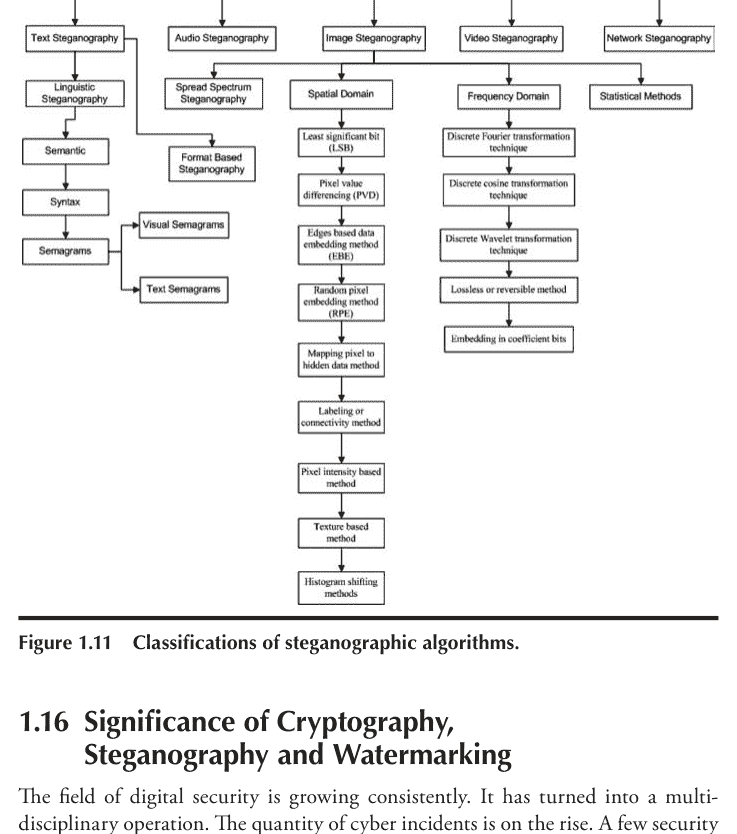 Text Steganography
Audio Steganography
Image Steganography
Video Steganography
Network Steganography
Linguistic
Steganography
Spread Spectrum
Steganography
Spatial Domain
Frequency Domain
Statistical Methods
Semantic
Format Based
Steganography
Syntax
Semagrams
Visual Semagrams
Text Semagrams
Least significant bit
(LSB)
Pixel value
differencing (PVD)
Edges based data
embedding method
(EBE)
Random pixel
embedding method
(RPE)
Mapping pixel to
hidden data method
Labeling or
connectivity method
Pixel intensity based
method
Texture based
method
Histogram shifting
methods
Discrete Fourier transformation
technique
Discrete cosine transformation
technique
Discrete Wavelet transformation
technique
Lossless or reversible method
Embedding in coefficient bits
Figure 1.11 Classifications of steganographic algorithms.
1.16 Significance of Cryptography,
Steganography and Watermarking
The field of digital security is growing consistently. It has turned into a multi-
disciplinary operation. The quantity of cyber incidents is on the rise. A few security